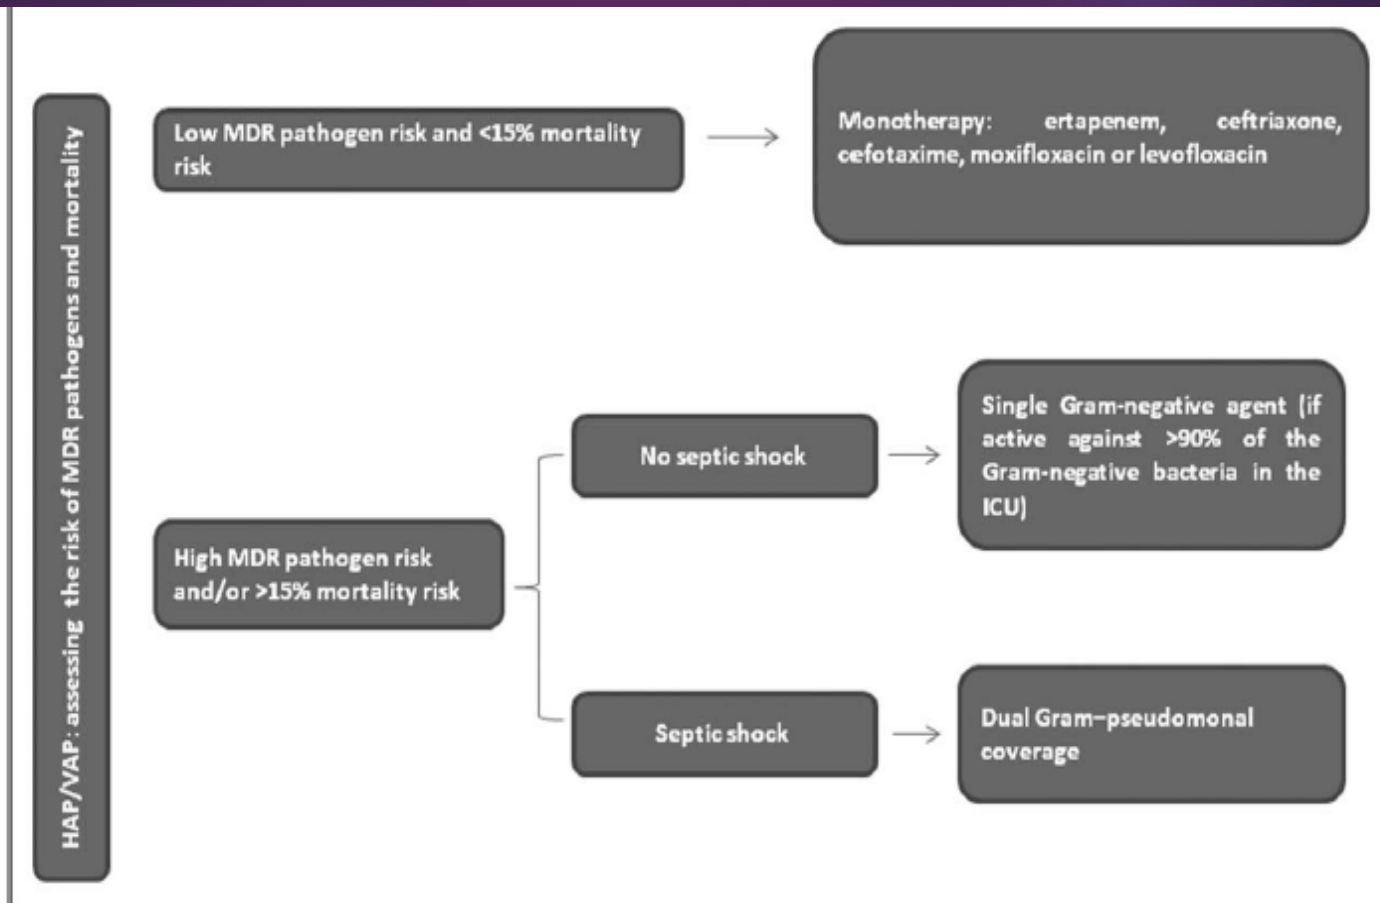 HAP/VAP: assessing the risk of MDR pathogens and mortality
Low MDR pathogen risk and <15% mortality
risk
Monotherapy: ertapenem, ceftriaxone,
cefotaxime, moxifloxacin or levofloxacin
High MDR pathogen risk
and/or >15% mortality risk
No septic shock
Single Gram-negative agent (if
active against >90% of the
Gram-negative bacteria in the
ICU)
Septic shock
Dual Gram–pseudomonal
coverage